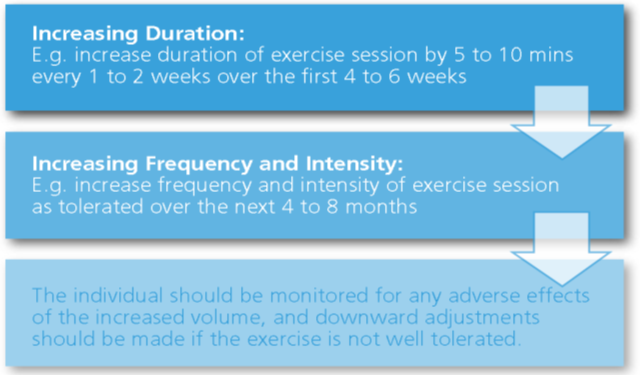 Increasing Duration:
E.g. increase duration of exercise session by 5 to 10 mins
every 1 to 2 weeks over the first 4 to 6 weeks
Increasing Frequency and Intensity:
E.g. increase frequency and intensity of exercise session
as tolerated over the next 4 to 8 months
The individual should be monitored for any adverse effects
of the increased volume, and downward adjustments
should be made if the exercise is not well tolerated.